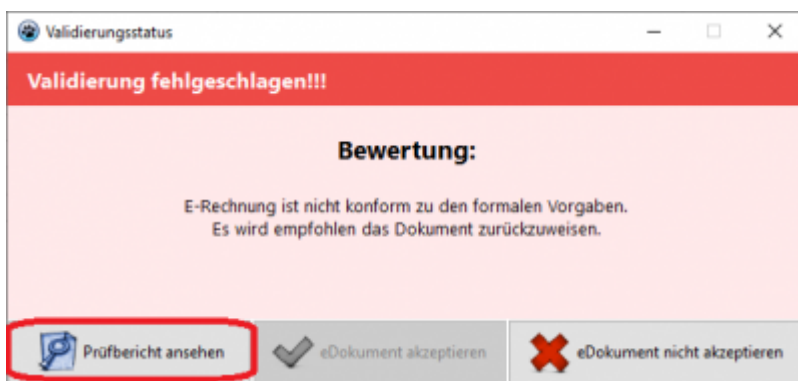 Validierungsstatus
Validierung fehlgeschlagen!!!
Bewertung:
E-Rechnung ist nicht konform zu den formalen Vorgaben.
Es wird empfohlen das Dokument zurückzuweisen.
Prüfbericht ansehen
eDokument akzeptieren
eDokument nicht akzeptieren